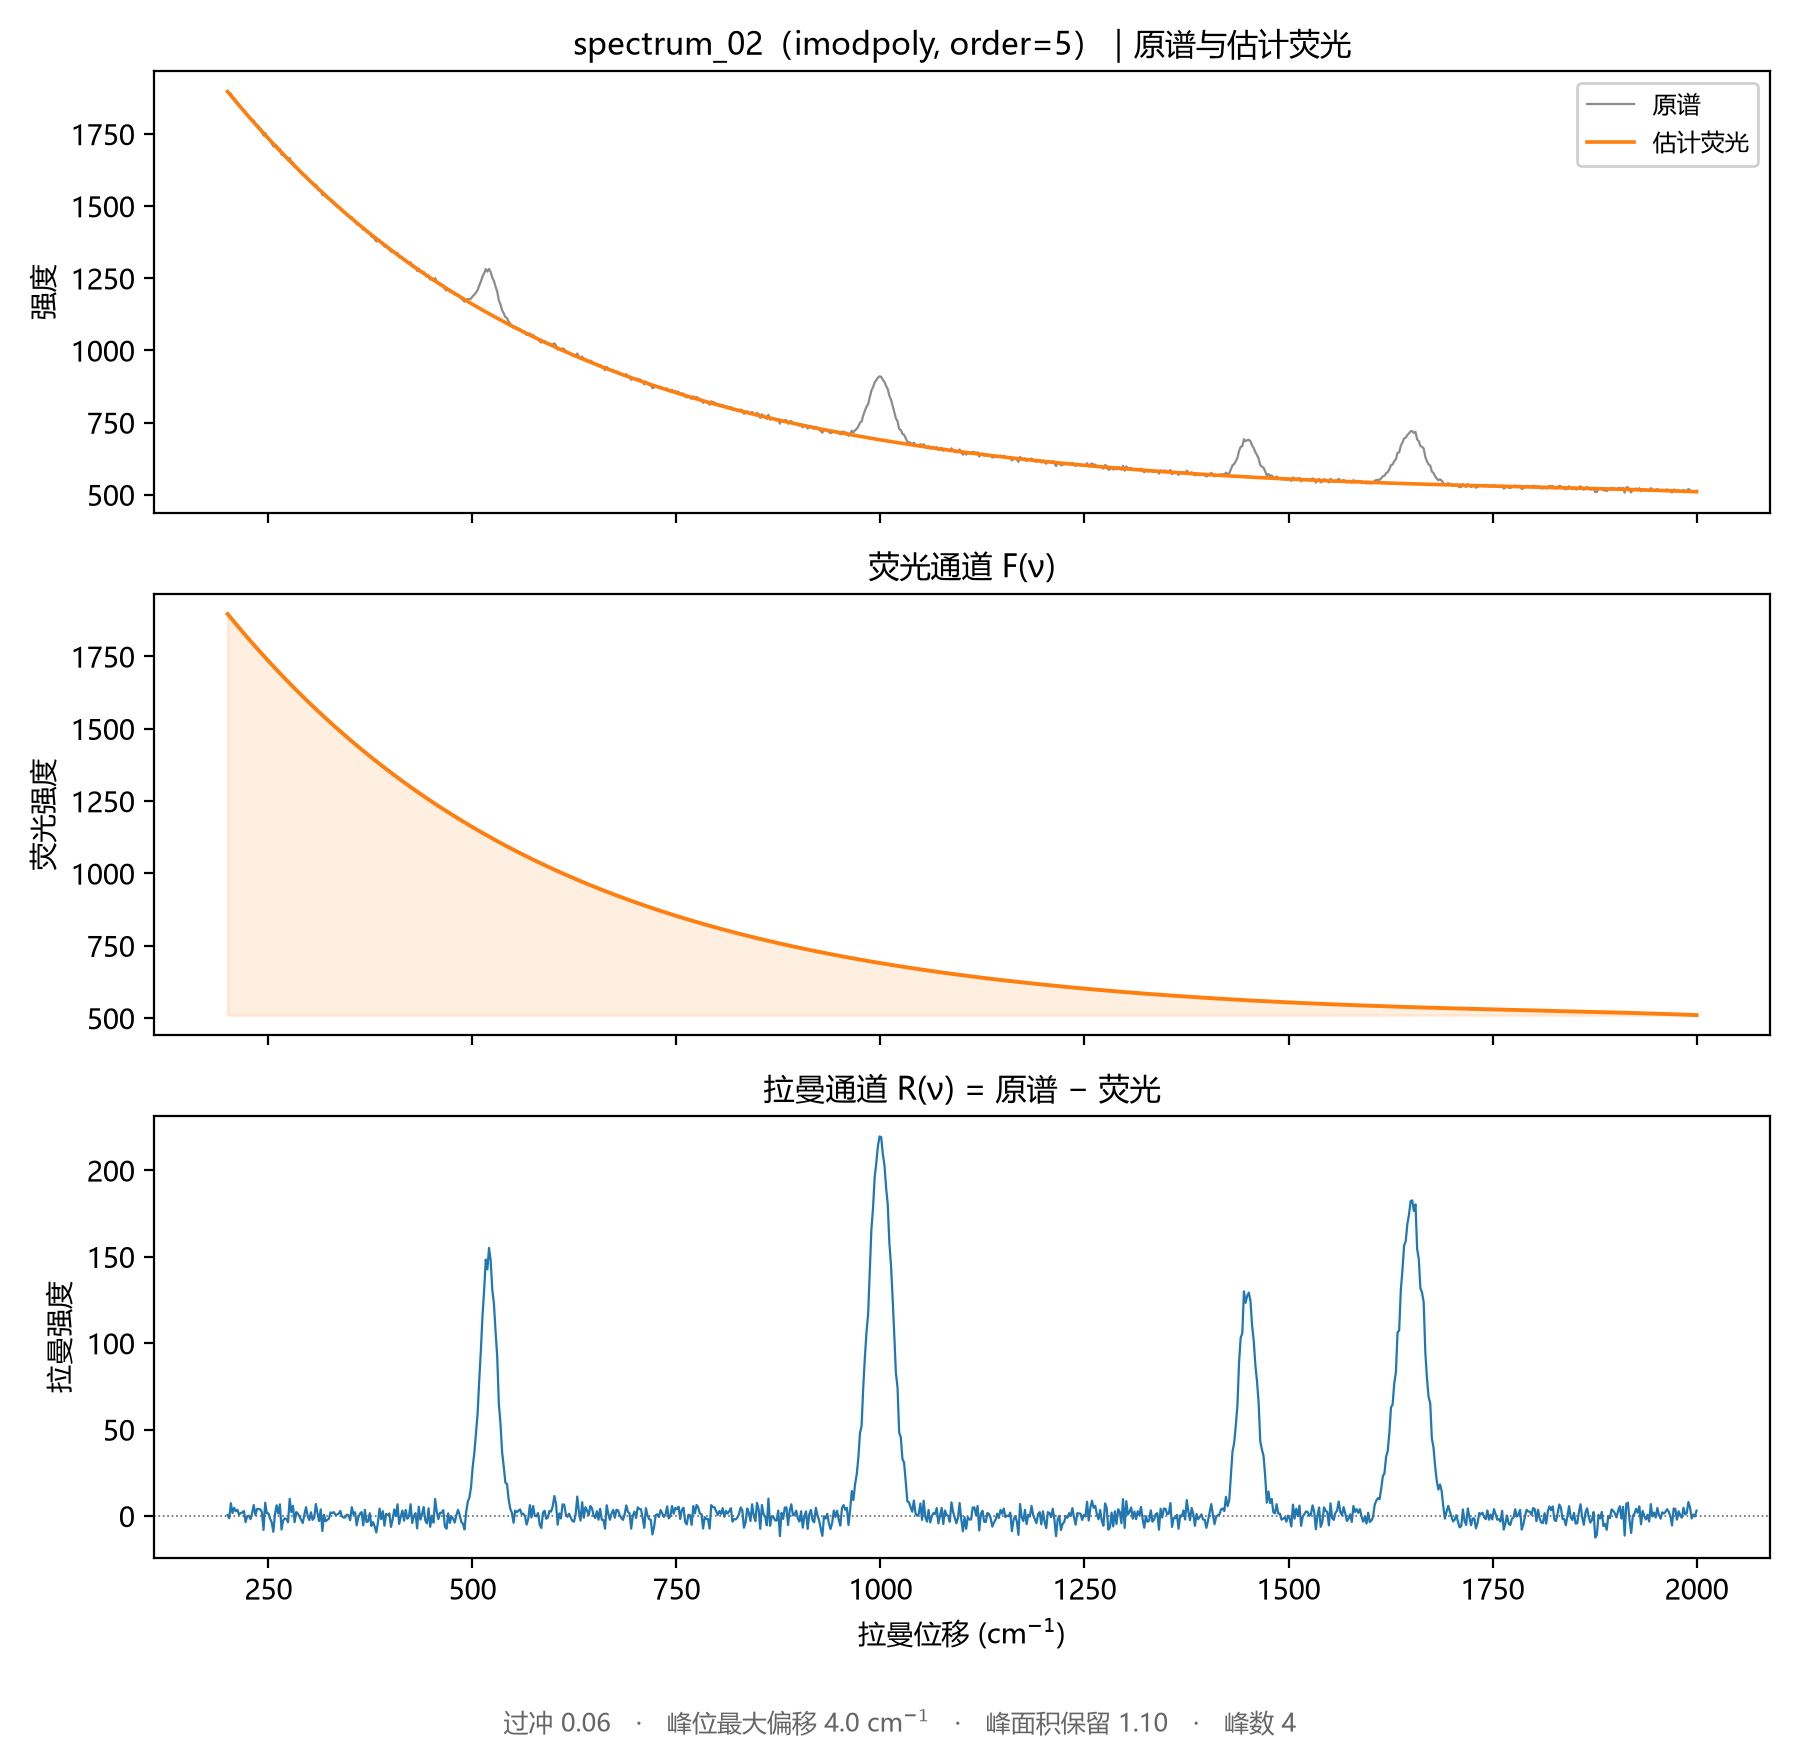 spectrum_02（imodpoly, order=5）｜原谱与估计荧光
原谱
估计荧光
强度
1750
1500
1250
1000
750
500
荧光通道 F(ν)
荧光强度
1750
1500
1250
1000
750
500
拉曼通道 R(ν) = 原谱 − 荧光
拉曼强度
200
150
100
50
0
250 500 750 1000 1250 1500 1750 2000
拉曼位移 (cm⁻¹)
过冲 0.06 · 峰位最大偏移 4.0 cm⁻¹ · 峰面积保留 1.10 · 峰数 4